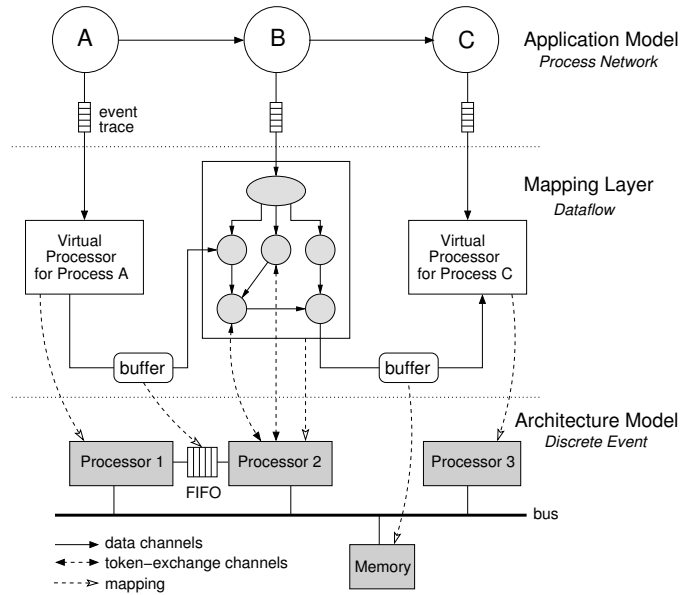 A
B
C
Application Model
Process Network
event
trace
Mapping Layer
Dataflow
Virtual
Processor
for Process A
Virtual
Processor
for Process C
buffer
buffer
Architecture Model
Discrete Event
Processor 1
Processor 2
Processor 3
FIFO
bus
data channels
token−exchange channels
mapping
Memory